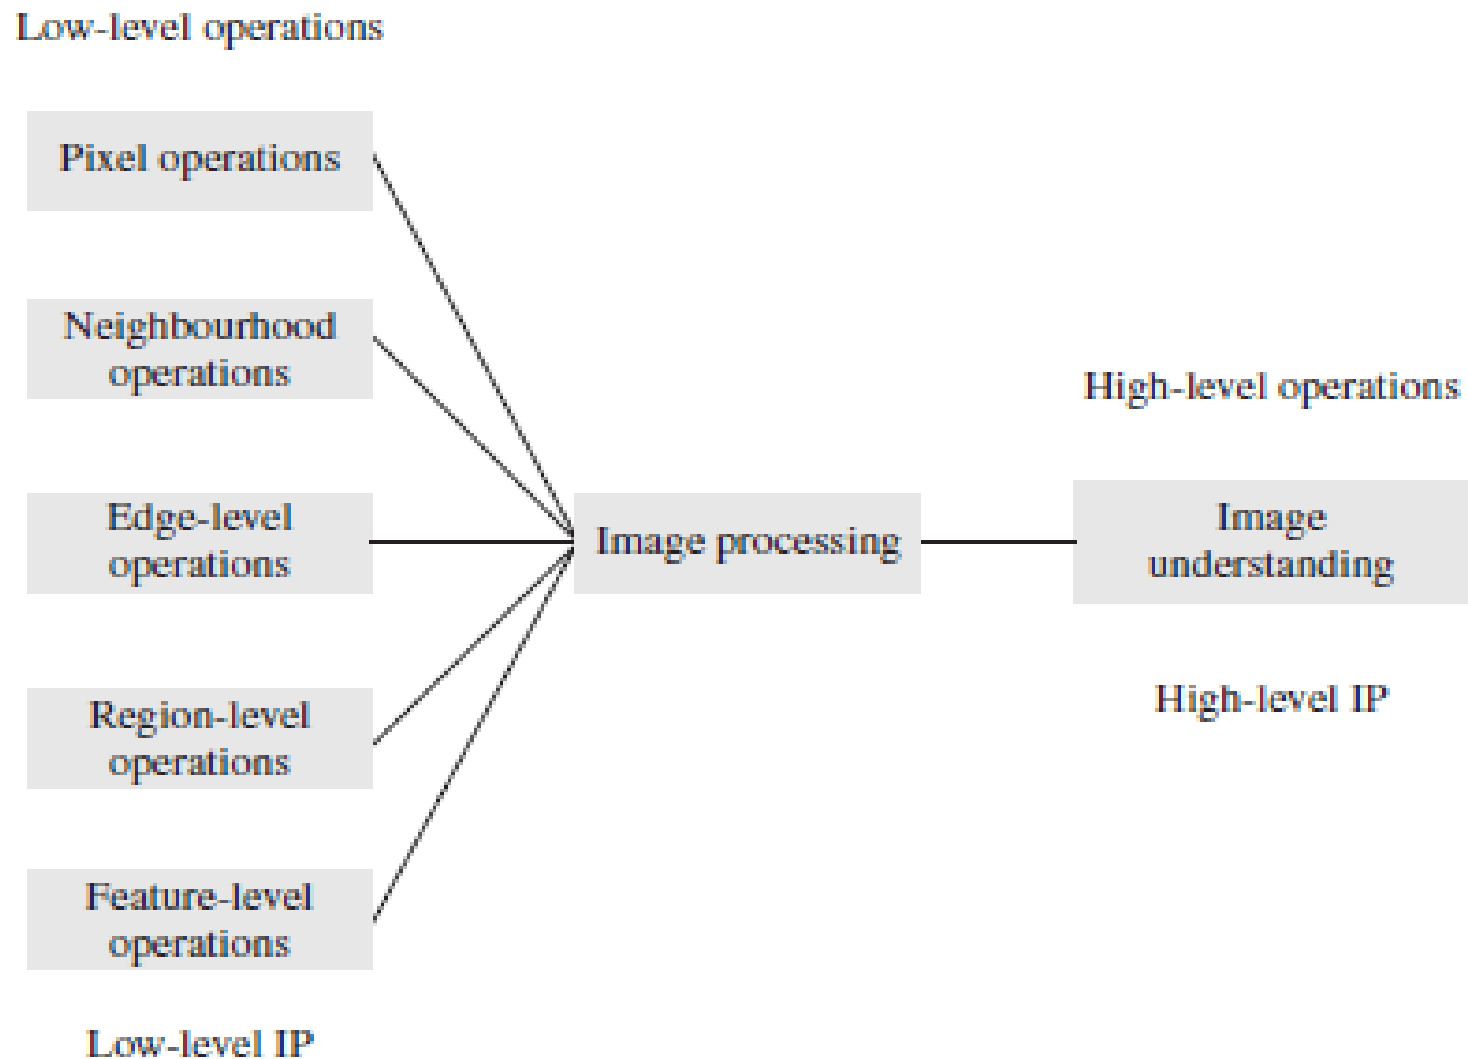 Low-level operations
Pixel operations
Neighbourhood
operations
Edge-level
operations
Region-level
operations
Feature-level
operations
Low-level IP
Image processing
High-level operations
Image
understanding
High-level IP